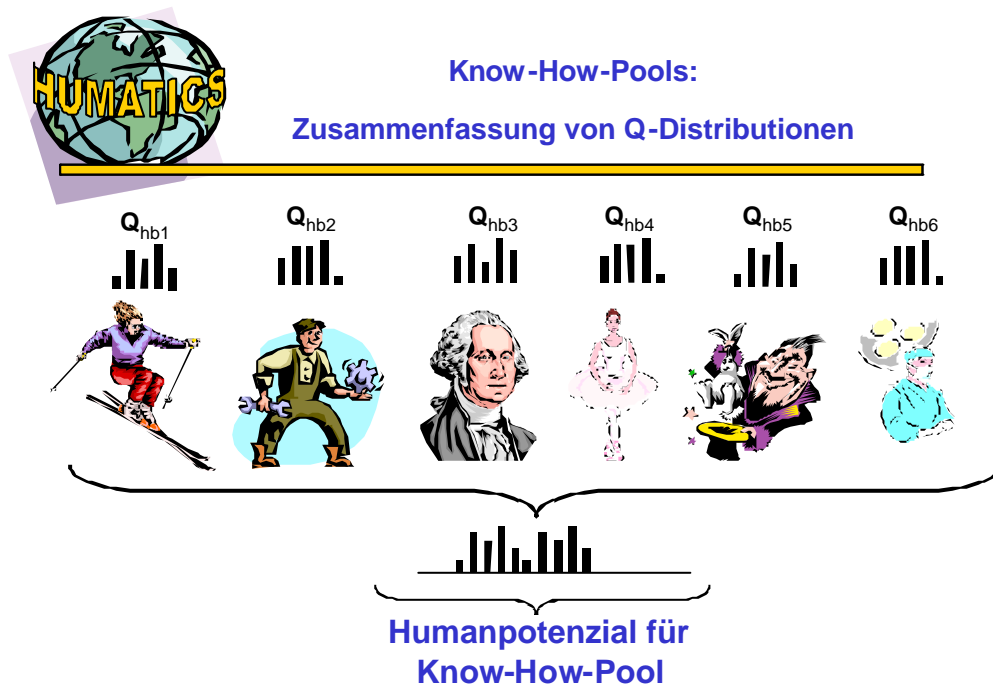 HUMATICS
Know-How-Pools:
Zusammenfassung von Q-Distributionen
Qhb1 Qhb2 Qhb3 Qhb4 Qhb5 Qhb6
Humanpotenzial für
Know-How-Pool